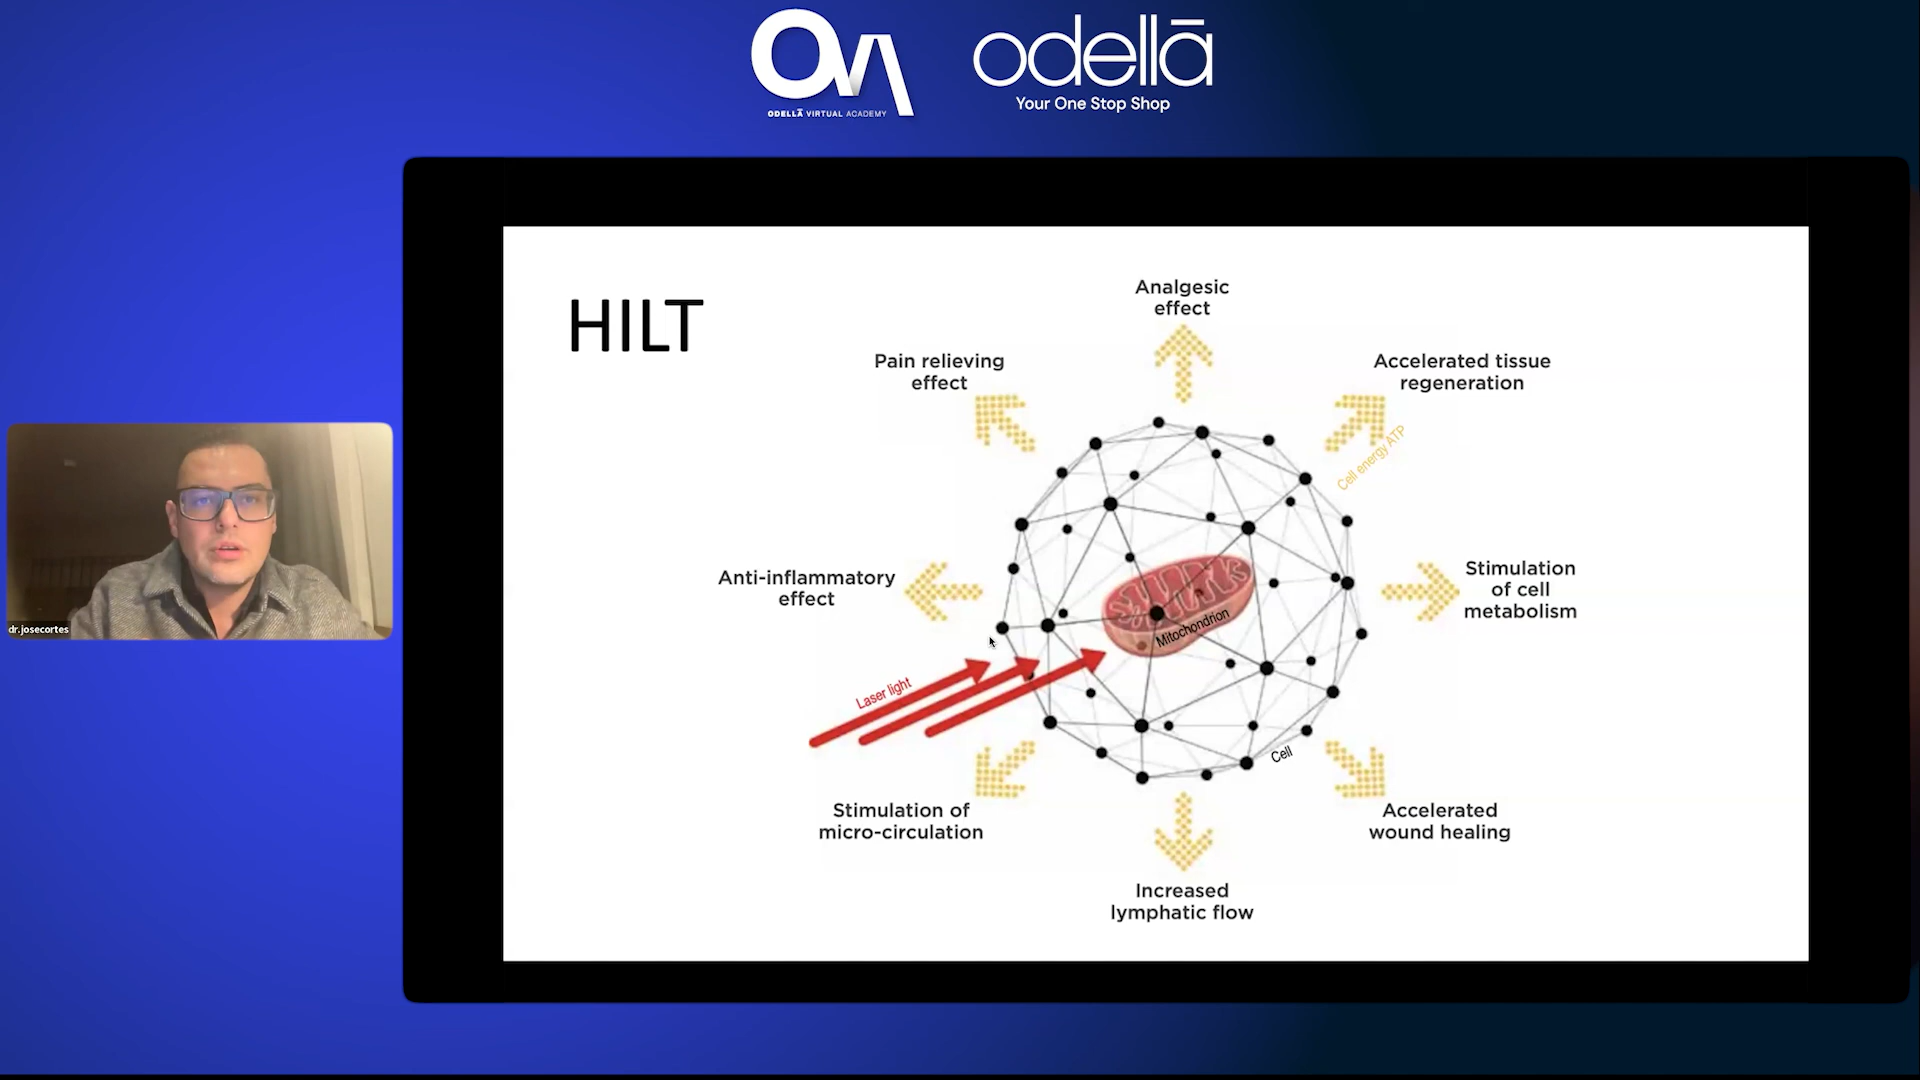 OVA
ODELLĀ VIRTUAL ACADEMY
odellā
Your One Stop Shop
HILT
Analgesic
effect
Pain relieving
effect
Accelerated tissue
regeneration
Cell energy ATP
Anti-inflammatory
effect
Stimulation
of cell
metabolism
Mitochondrion
Laser light
Cell
Stimulation of
micro-circulation
Accelerated
wound healing
Increased
lymphatic flow
dr.josecortes